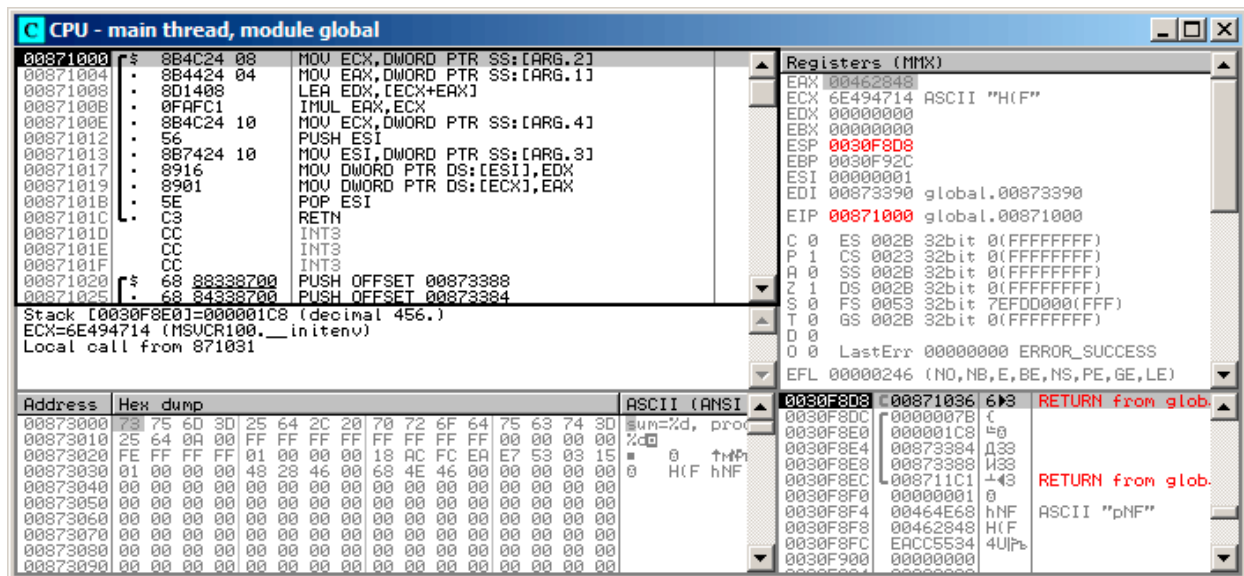 C CPU - main thread, module global
00871000 $ 8B4C24 08 MOV ECX,DWORD PTR SS:[ARG.2]
00871004 . 8B4424 04 MOV EAX,DWORD PTR SS:[ARG.1]
00871008 . 8D1408 LEA EDX,[ECX+EAX]
0087100B . 0FAFC1 IMUL EAX,ECX
0087100E . 8B4C24 10 MOV ECX,DWORD PTR SS:[ARG.4]
00871012 . 56 PUSH ESI
00871013 . 8B7424 10 MOV ESI,DWORD PTR SS:[ARG.3]
00871017 . 8916 MOV DWORD PTR DS:[ESI],EDX
00871019 . 8901 MOV DWORD PTR DS:[ECX],EAX
0087101B . 5E POP ESI
0087101C . C3 RETN
0087101D CC INT3
0087101E CC INT3
0087101F CC INT3
00871020 $ 68 88338700 PUSH OFFSET 00873388
00871025 . 68 84338700 PUSH OFFSET 00873384
Stack [0030F8E0]=000001C8 (decimal 456.)
ECX=6E494714 (MSVCR100.__initenv)
Local call from 871031
Registers (MMX)
EAX 00462848
ECX 6E494714 ASCII "H(F"
EDX 00000000
EBX 00000000
ESP 0030F8D8
EBP 0030F92C
ESI 00000001
EDI 00873390 global.00873390
EIP 00871000 global.00871000
C 0 ES 002B 32bit 0(FFFFFFFF)
P 1 CS 0023 32bit 0(FFFFFFFF)
A 0 SS 002B 32bit 0(FFFFFFFF)
Z 1 DS 002B 32bit 0(FFFFFFFF)
S 0 FS 0053 32bit 7EFDD000(FFF)
T 0 GS 002B 32bit 0(FFFFFFFF)
D 0
O 0 LastErr 00000000 ERROR_SUCCESS
EFL 00000246 (NO,NB,E,BE,NS,PE,GE,LE)
Address Hex dump ASCII (ANSI
00873000 73 75 6D 3D 25 64 2C 20 70 72 6F 64 75 63 74 3D sum=%d, proc
00873010 25 64 0A 00 FF FF FF FF FF FF FF FF 00 00 00 00 %d
00873020 FE FF FF FF 01 00 00 00 18 AC FC EA E7 53 03 15
00873030 01 00 00 00 48 28 46 00 68 4E 46 00 00 00 00 00 H(F hNF
00873040 00 00 00 00 00 00 00 00 00 00 00 00 00 00 00 00
00873050 00 00 00 00 00 00 00 00 00 00 00 00 00 00 00 00
00873060 00 00 00 00 00 00 00 00 00 00 00 00 00 00 00 00
00873070 00 00 00 00 00 00 00 00 00 00 00 00 00 00 00 00
00873080 00 00 00 00 00 00 00 00 00 00 00 00 00 00 00 00
00873090 00 00 00 00 00 00 00 00 00 00 00 00 00 00 00 00
0030F8D8 00871036 6 3 RETURN from glob
0030F8DC 0000007B {
0030F8E0 000001C8
0030F8E4 00873384 Д33
0030F8E8 00873388 И33
0030F8EC 008711C1 RETURN from glob
0030F8F0 00000001
0030F8F4 00464E68 hNF ASCII "pNF"
0030F8F8 00462848 H(F
0030F8FC EACC5534 4U
0030F900 00000000